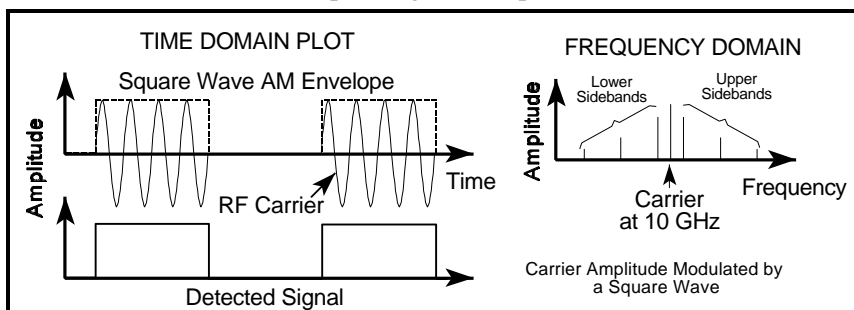 TIME DOMAIN PLOT
Square Wave AM Envelope
Amplitude
Time
RF Carrier
Detected Signal
FREQUENCY DOMAIN
Lower
Sidebands
Upper
Sidebands
Amplitude
Frequency
Carrier
at 10 GHz
Carrier Amplitude Modulated by
a Square Wave